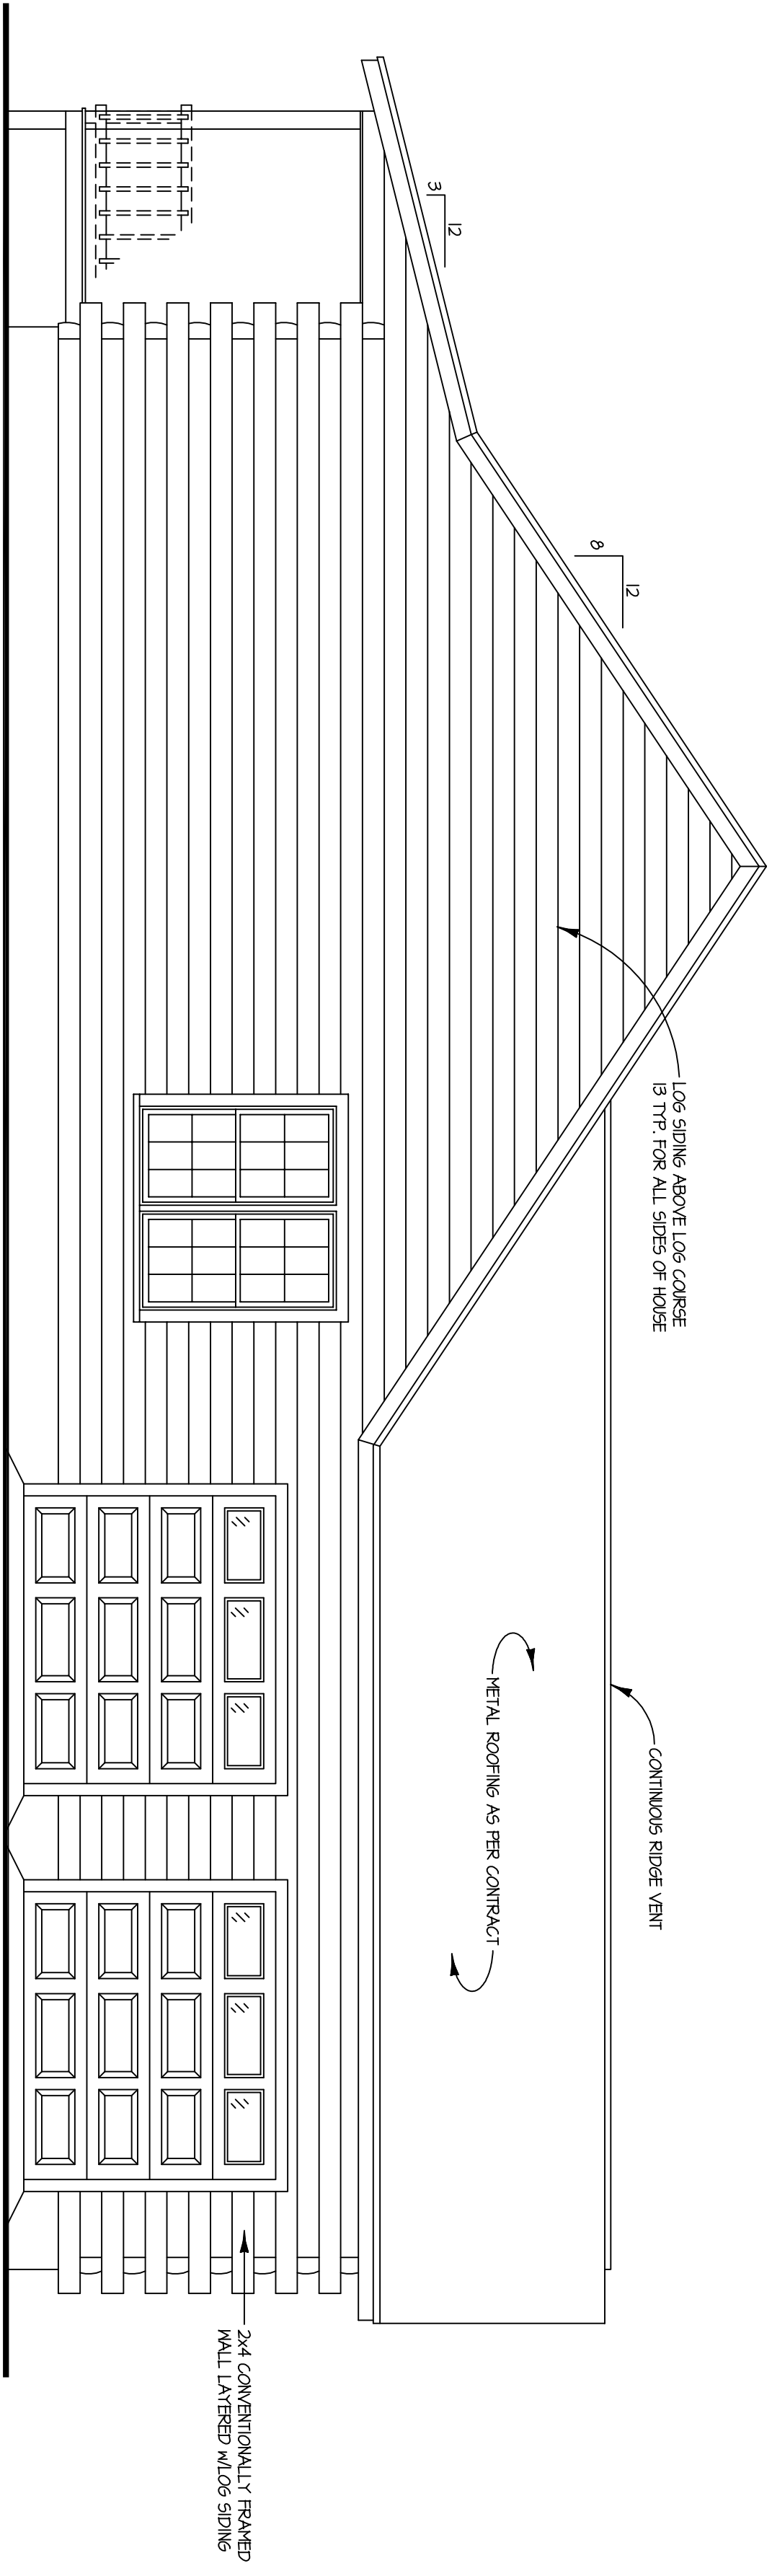 3
12
8
12
LOG SIDING ABOVE LOG COURSE
13 TYP. FOR ALL SIDES OF HOUSE
CONTINUOUS RIDGE VENT
METAL ROOFING AS PER CONTRACT
2x4 CONVENTIONALLY FRAMED
WALL LAYERED W/LOG SIDING